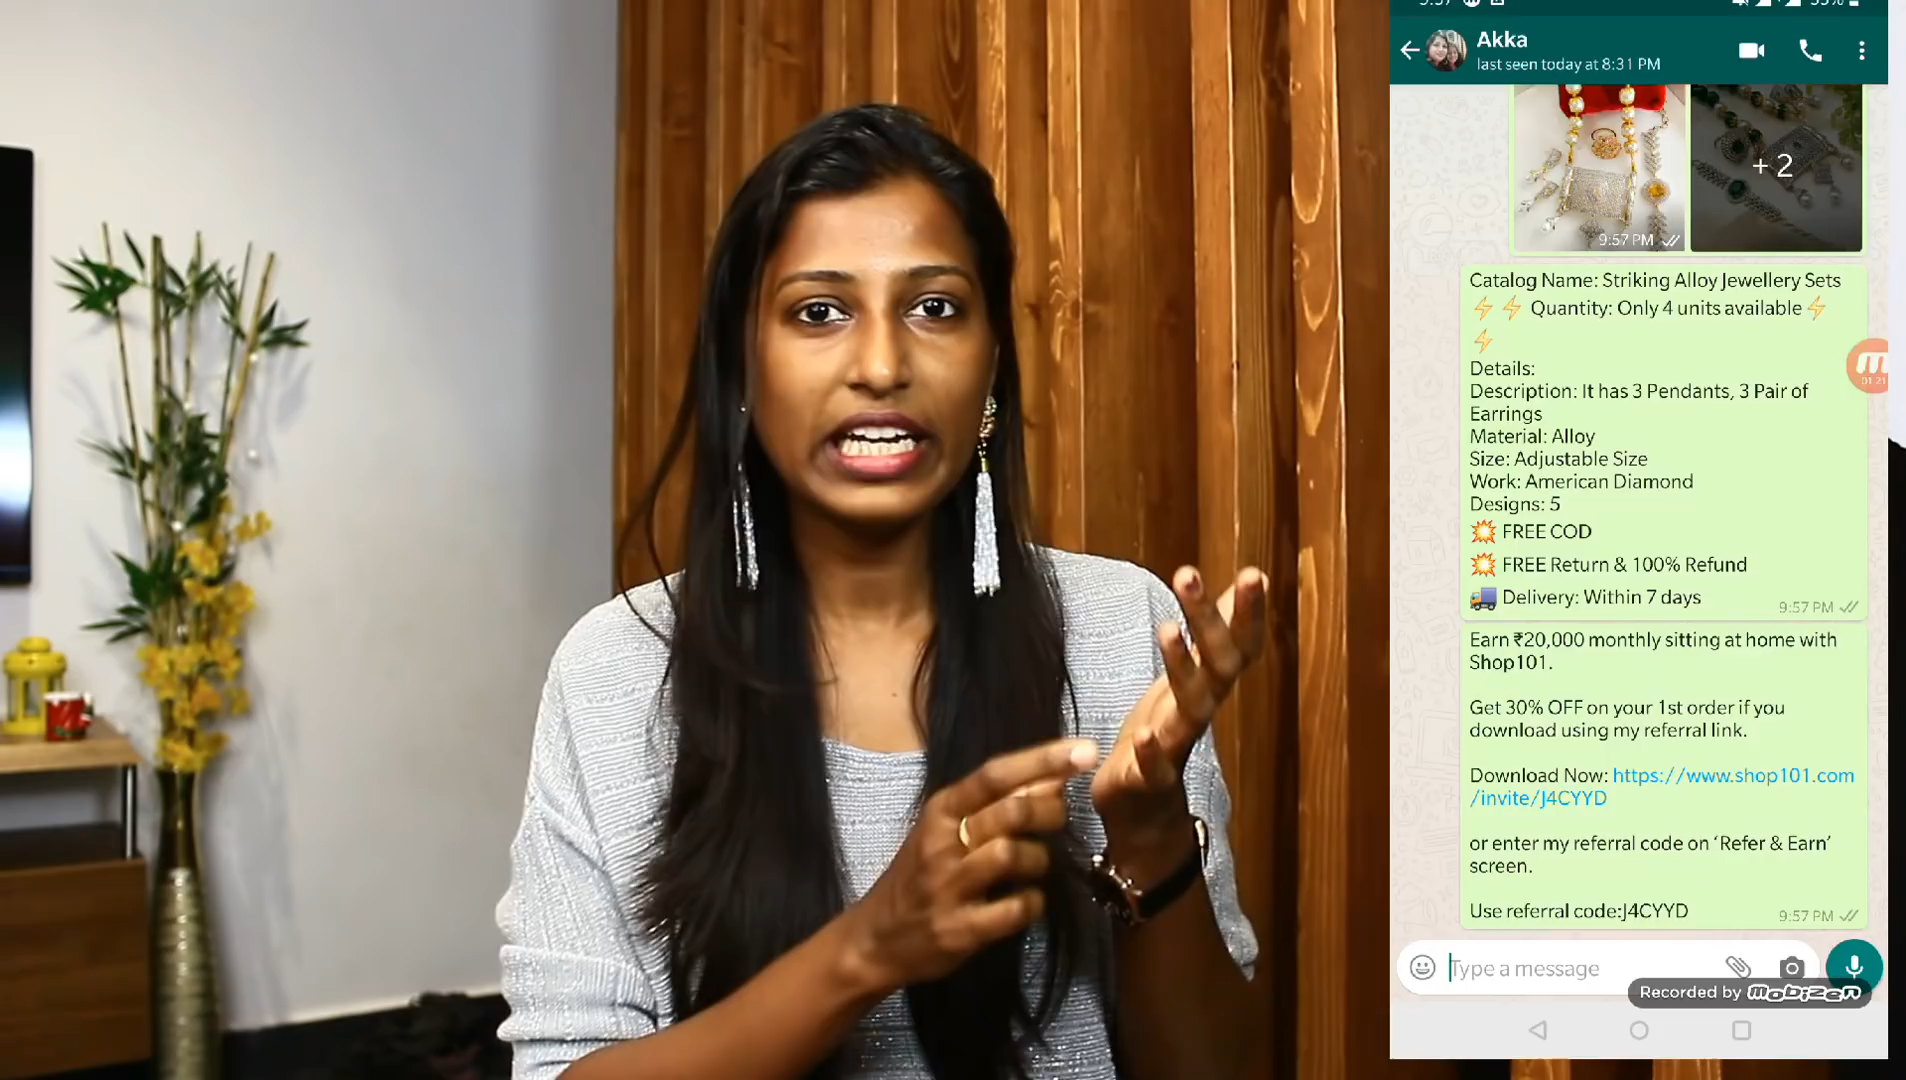 Akka
last seen today at 8:31 PM
+ 2
9:57 PM
Catalog Name: Striking Alloy Jewellery Sets
⚡⚡ Quantity: Only 4 units available⚡
⚡
Details:
Description: It has 3 Pendants, 3 Pair of
Earrings
Material: Alloy
Size: Adjustable Size
Work: American Diamond
Designs: 5
💥 FREE COD
💥 FREE Return & 100% Refund
🚚 Delivery: Within 7 days
9:57 PM
Earn ₹20,000 monthly sitting at home with
Shop101.
Get 30% OFF on your 1st order if you
download using my referral link.
Download Now: https://www.shop101.com
/invite/J4CYYD
or enter my referral code on ‘Refer & Earn’
screen.
Use referral code:J4CYYD
9:57 PM
Type a message
Recorded by mobizen
01:21